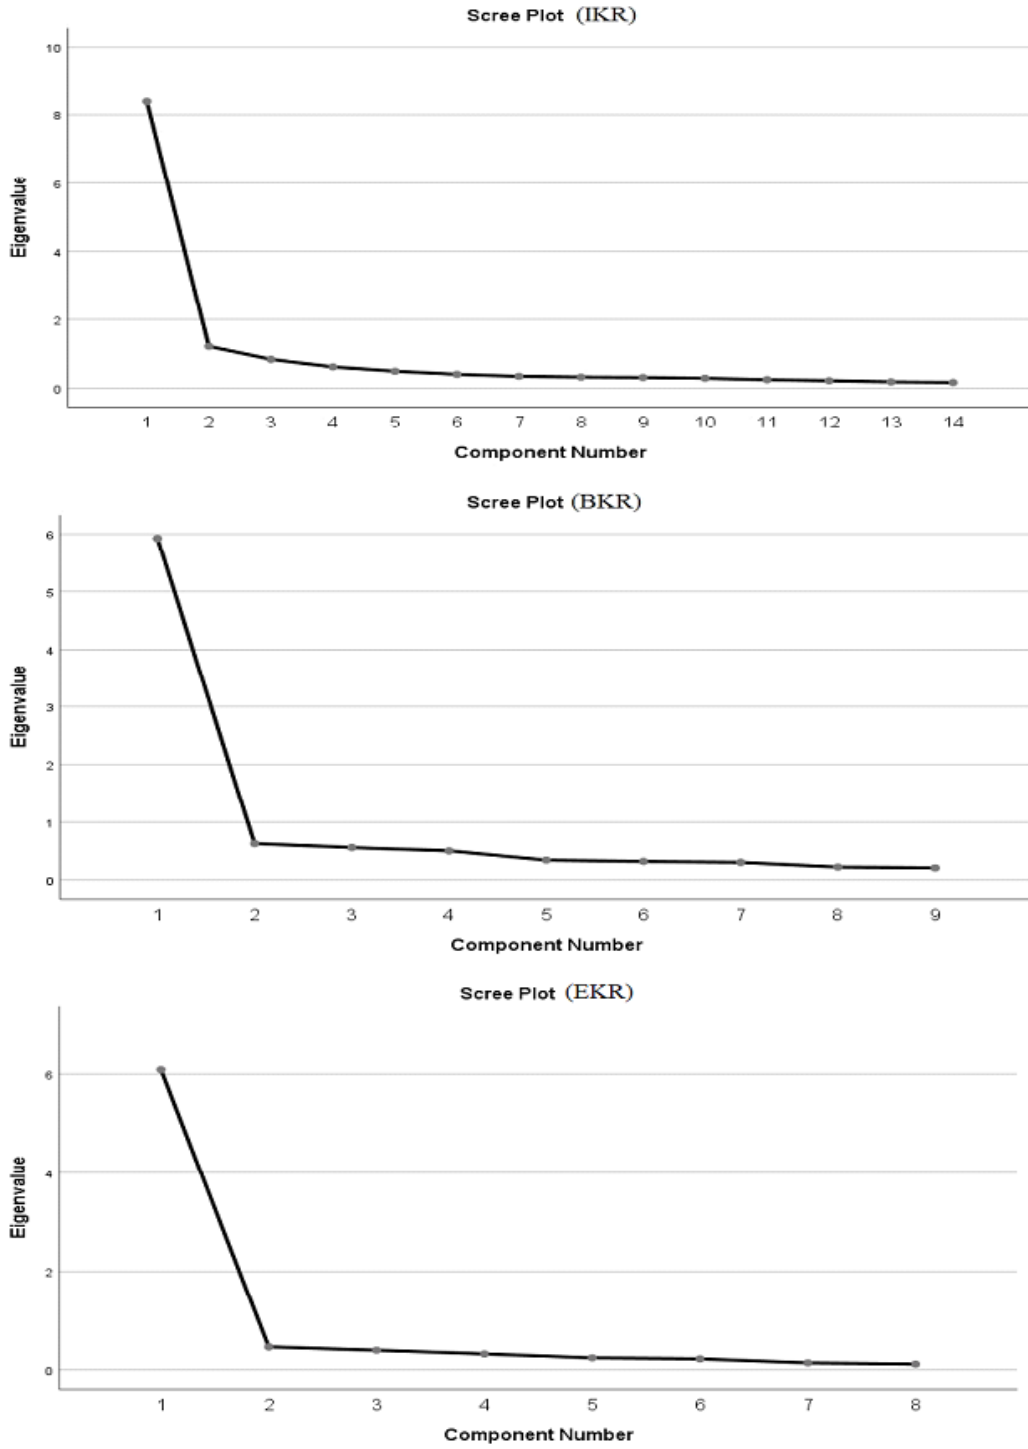 Scree Plot (IKR)
10
8
6
4
2
0
Eigenvalue
1 2 3 4 5 6 7 8 9 10 11 12 13 14
Component Number
Scree Plot (BKR)
6
5
4
3
2
1
0
Eigenvalue
1 2 3 4 5 6 7 8 9
Component Number
Scree Plot (EKR)
6
4
2
0
Eigenvalue
1 2 3 4 5 6 7 8
Component Number